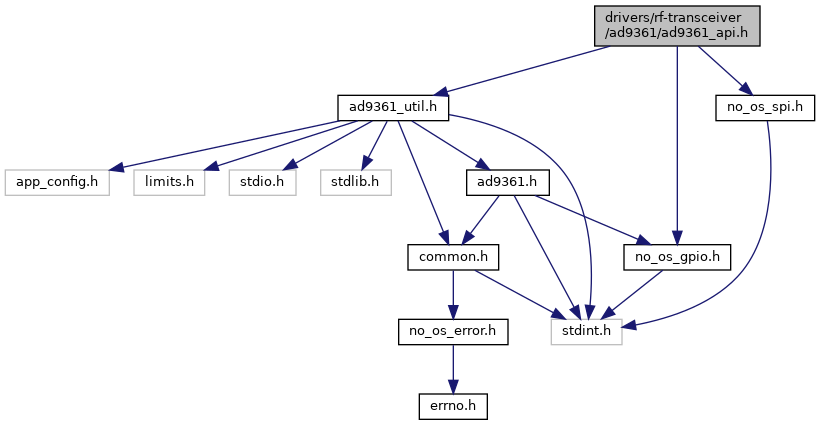 drivers/rf-transceiver
/ad9361/ad9361_api.h
ad9361_util.h
no_os_spi.h
app_config.h
limits.h
stdio.h
stdlib.h
ad9361.h
common.h
no_os_gpio.h
no_os_error.h
stdint.h
errno.h